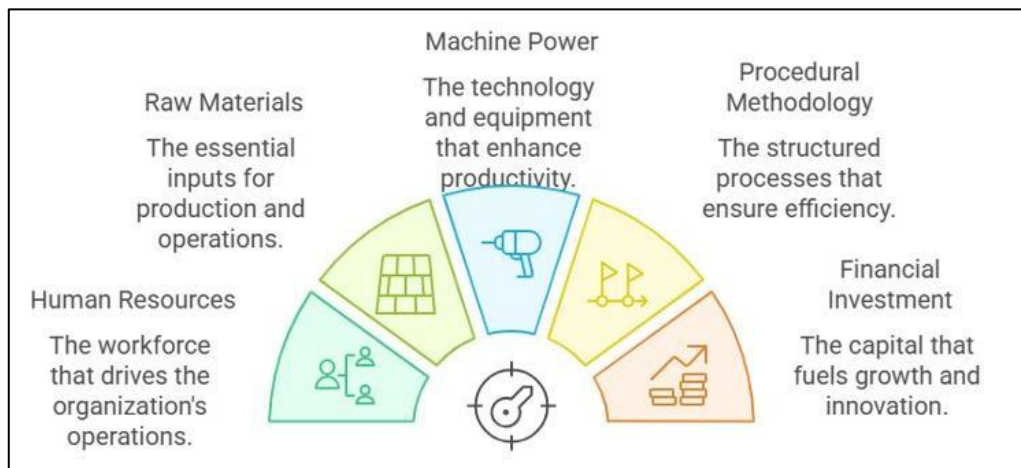 Human Resources
The workforce
that drives the
organization's
operations.
Raw Materials
The essential
inputs for
production and
operations.
Machine Power
The technology
and equipment
that enhance
productivity.
Procedural
Methodology
The structured
processes that
ensure efficiency.
Financial
Investment
The capital that
fuels growth and
innovation.